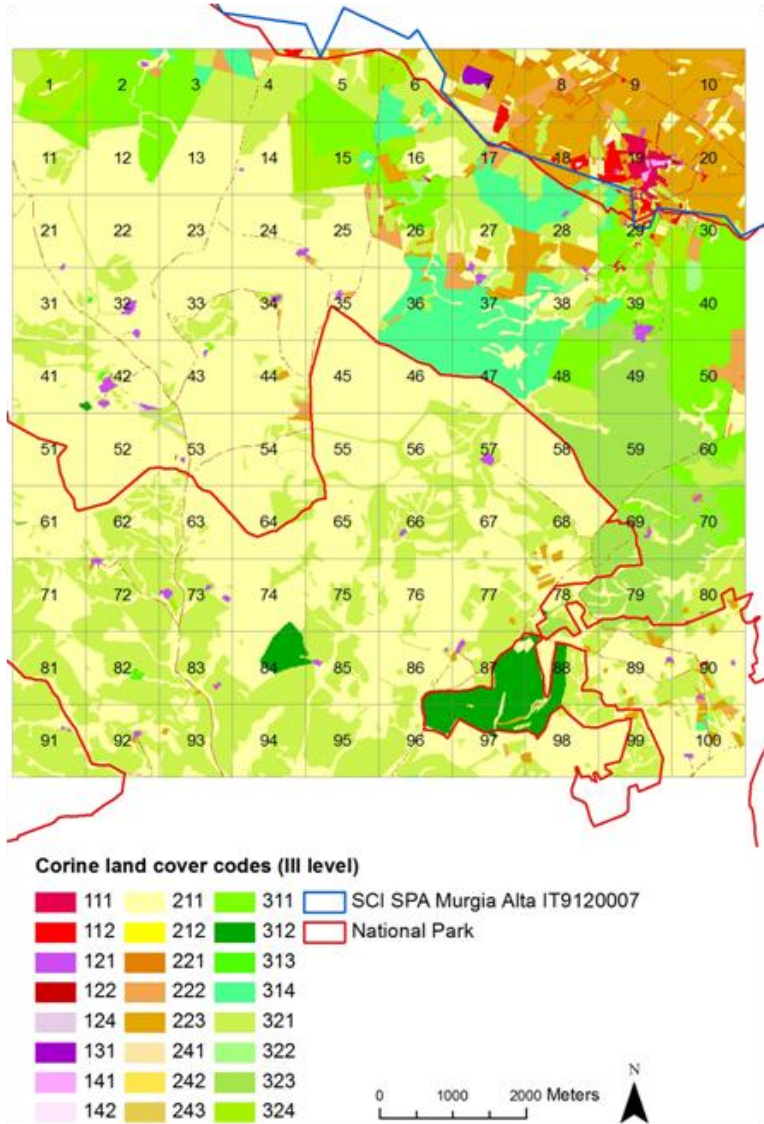 1 2 3 4 5 6 8 9 10
11 12 13 14 15 16 17 18 19 20
21 22 23 24 25 26 27 28 29 30
31 32 33 34 35 36 37 38 39 40
41 42 43 44 45 46 47 48 49 50
51 52 53 54 55 56 57 58 59 60
61 62 63 64 65 66 67 68 69 70
71 72 73 74 75 76 77 78 79 80
81 82 83 84 85 86 87 88 89 90
91 92 93 94 95 96 97 98 99 100
Corine land cover codes (III level)
111 211 311 SCI SPA Murgia Alta IT9120007
112 212 312 National Park
121 221 313
122 222 314
124 223 321
131 241 322
141 242 323
142 243 324
N
0 1000 2000 Meters